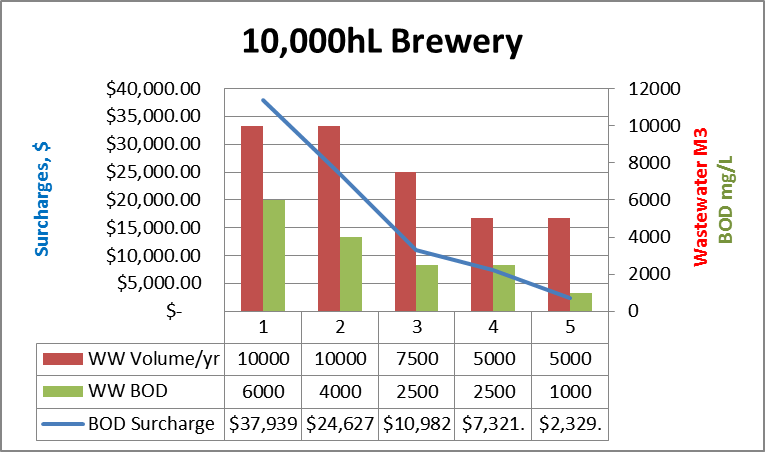 10,000hL Brewery
Surcharges, $
$40,000.00
$35,000.00
$30,000.00
$25,000.00
$20,000.00
$15,000.00
$10,000.00
$5,000.00
$-
12000
10000
8000
6000
4000
2000
0
Wastewater M3
BOD mg/L
1 2 3 4 5
WW Volume/yr 10000 10000 7500 5000 5000
WW BOD 6000 4000 2500 2500 1000
BOD Surcharge $37,939 $24,627 $10,982 $7,321. $2,329.